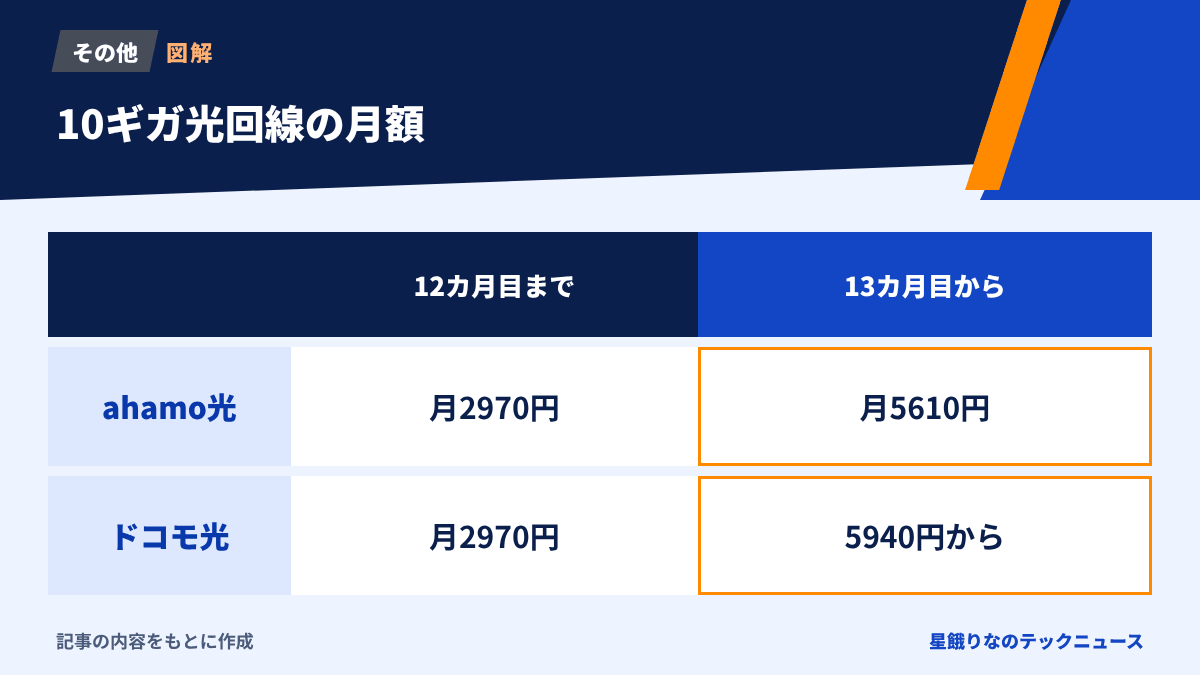 その他 図解
10ギガ光回線の月額
12カ月目まで 13カ月目から
ahamo光 月2970円 月5610円
ドコモ光 月2970円 5940円から
記事の内容をもとに作成 星餓りなのテックニュース